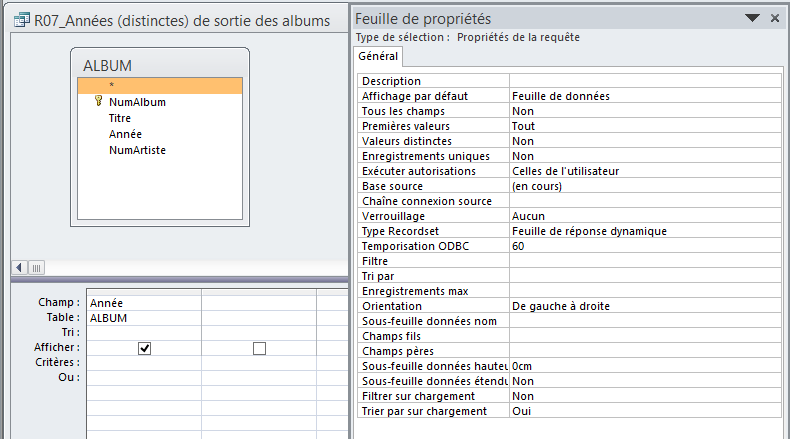 R07_Années (distinctes) de sortie des albums
ALBUM
*
NumAlbum
Titre
Année
NumArtiste
Champ : Année
Table : ALBUM
Tri :
Afficher :
Critères :
Ou :
Feuille de propriétés
Type de sélection : Propriétés de la requête
Général
Description
Affichage par défaut Feuille de données
Tous les champs Non
Premières valeurs Tout
Valeurs distinctes Non
Enregistrements uniques Non
Exécuter autorisations Celles de l'utilisateur
Base source (en cours)
Chaîne connexion source
Verrouillage Aucun
Type Recordset Feuille de réponse dynamique
Temporisation ODBC 60
Filtre
Tri par
Enregistrements max
Orientation De gauche à droite
Sous-feuille données nom
Champs fils
Champs pères
Sous-feuille données hauteu 0cm
Sous-feuille données étendu Non
Filtrer sur chargement Non
Trier par sur chargement Oui